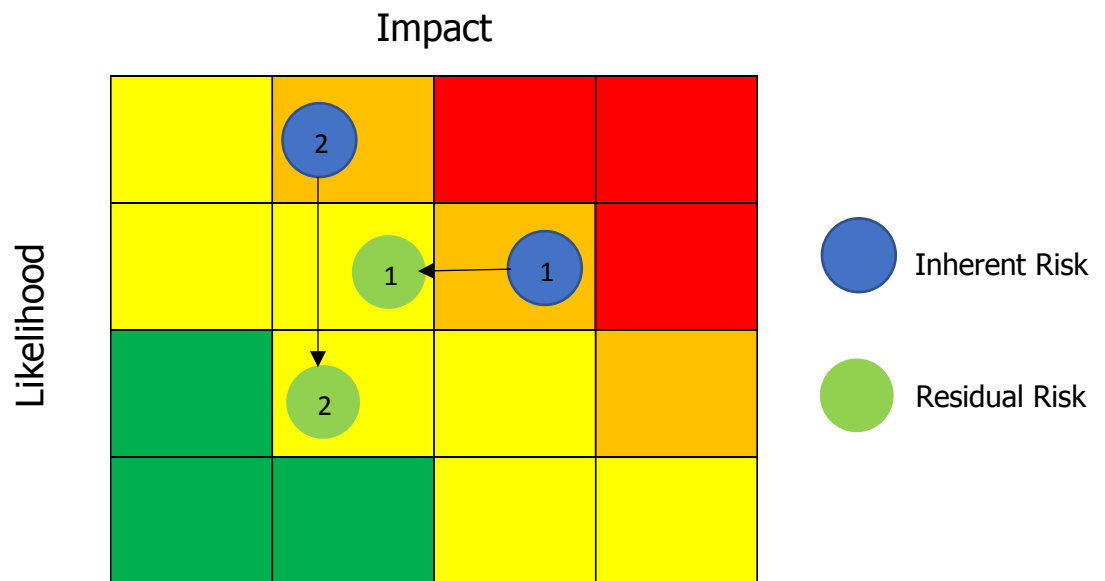 Impact
Likelihood
2
1
1
2
Inherent Risk
Residual Risk